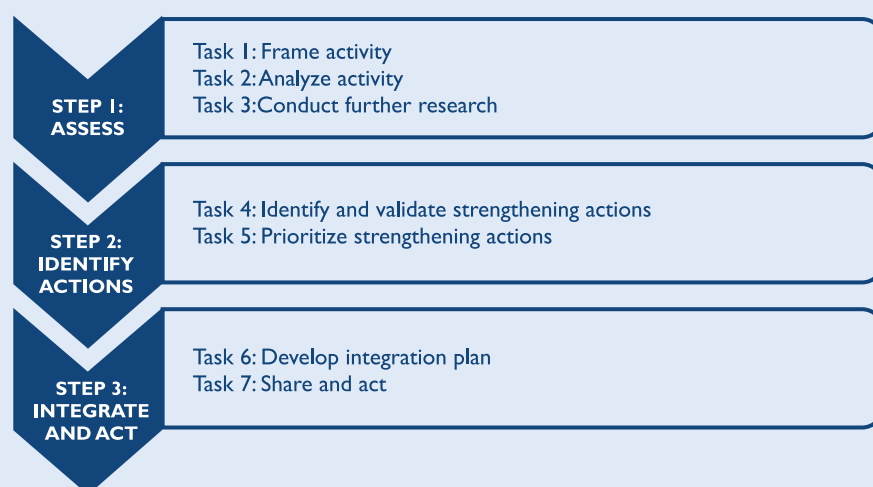 STEP 1:
ASSESS
Task 1: Frame activity
Task 2: Analyze activity
Task 3: Conduct further research
STEP 2:
IDENTIFY
ACTIONS
Task 4: Identify and validate strengthening actions
Task 5: Prioritize strengthening actions
STEP 3:
INTEGRATE
AND ACT
Task 6: Develop integration plan
Task 7: Share and act